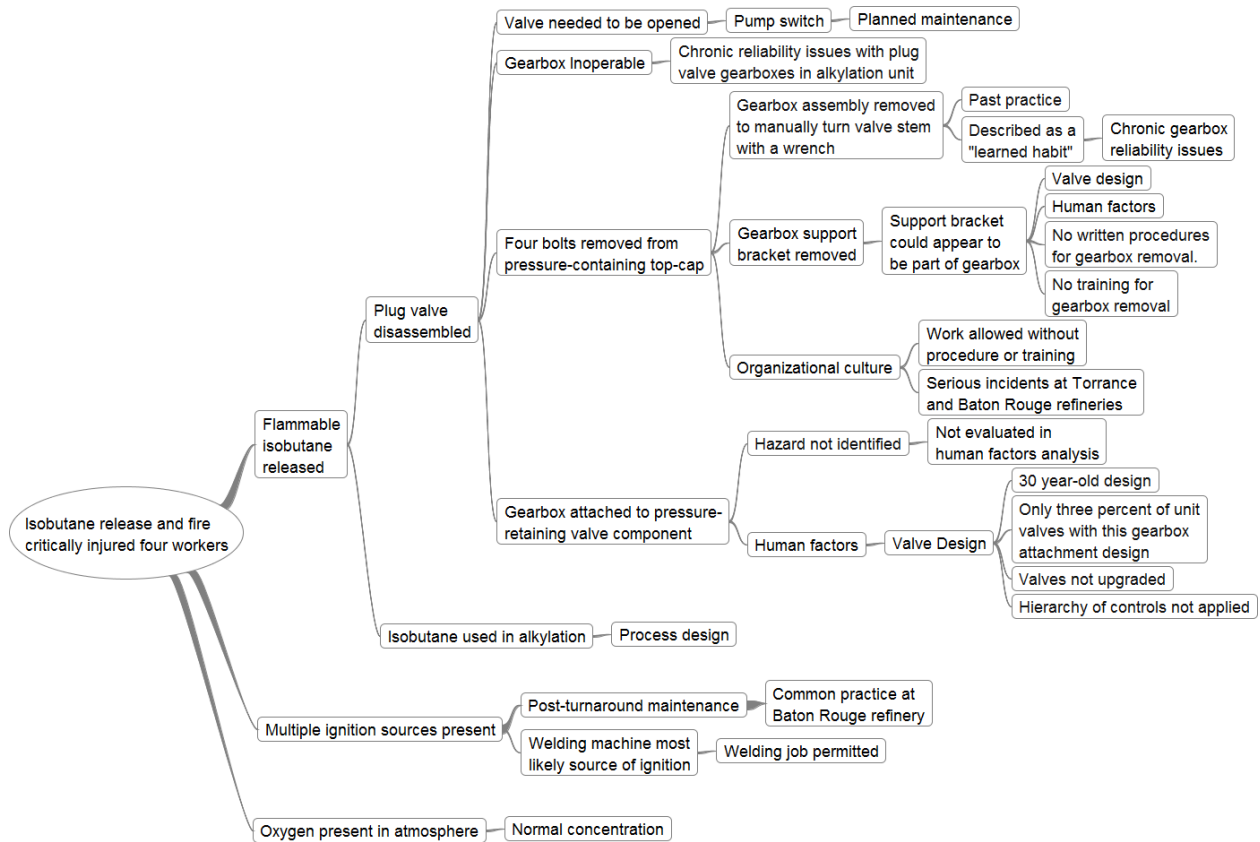 Isobutane release and fire
critically injured four workers
Flammable
isobutane
released
Plug valve
disassembled
Valve needed to be opened
Pump switch
Planned maintenance
Gearbox Inoperable
Chronic reliability issues with plug
valve gearboxes in alkylation unit
Four bolts removed from
pressure-containing top-cap
Gearbox assembly removed
to manually turn valve stem
with a wrench
Past practice
Described as a
"learned habit"
Chronic gearbox
reliability issues
Gearbox support
bracket removed
Support bracket
could appear to
be part of gearbox
Valve design
Human factors
No written procedures
for gearbox removal.
No training for
gearbox removal
Organizational culture
Work allowed without
procedure or training
Serious incidents at Torrance
and Baton Rouge refineries
Gearbox attached to pressure-
retaining valve component
Hazard not identified
Not evaluated in
human factors analysis
Human factors
Valve Design
30 year-old design
Only three percent of unit
valves with this gearbox
attachment design
Valves not upgraded
Hierarchy of controls not applied
Isobutane used in alkylation
Process design
Multiple ignition sources present
Post-turnaround maintenance
Common practice at
Baton Rouge refinery
Welding machine most
likely source of ignition
Welding job permitted
Oxygen present in atmosphere
Normal concentration